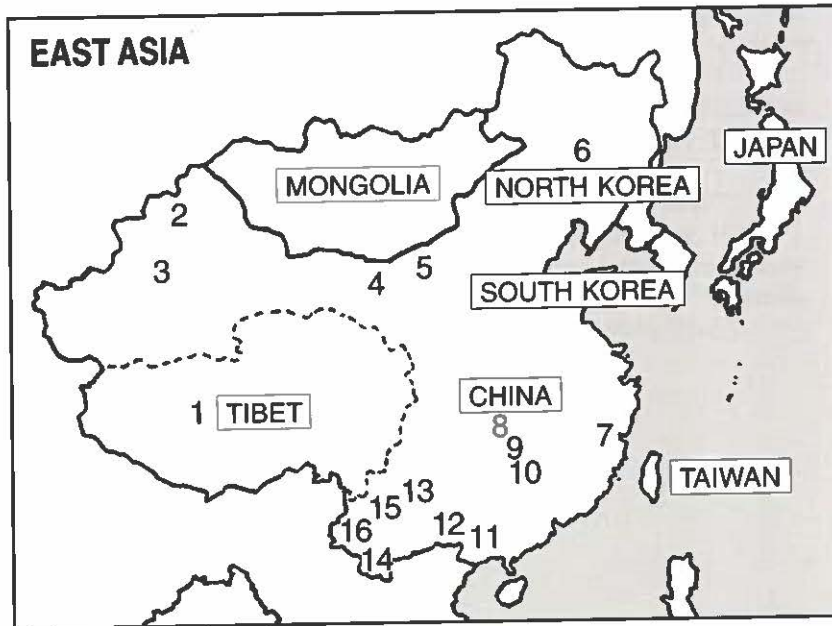 EAST ASIA
JAPAN
6
MONGOLIA
NORTH KOREA
2
3
4
5
SOUTH KOREA
1
TIBET
CHINA
8
7
9
10
TAIWAN
13
15
16
12
11
14